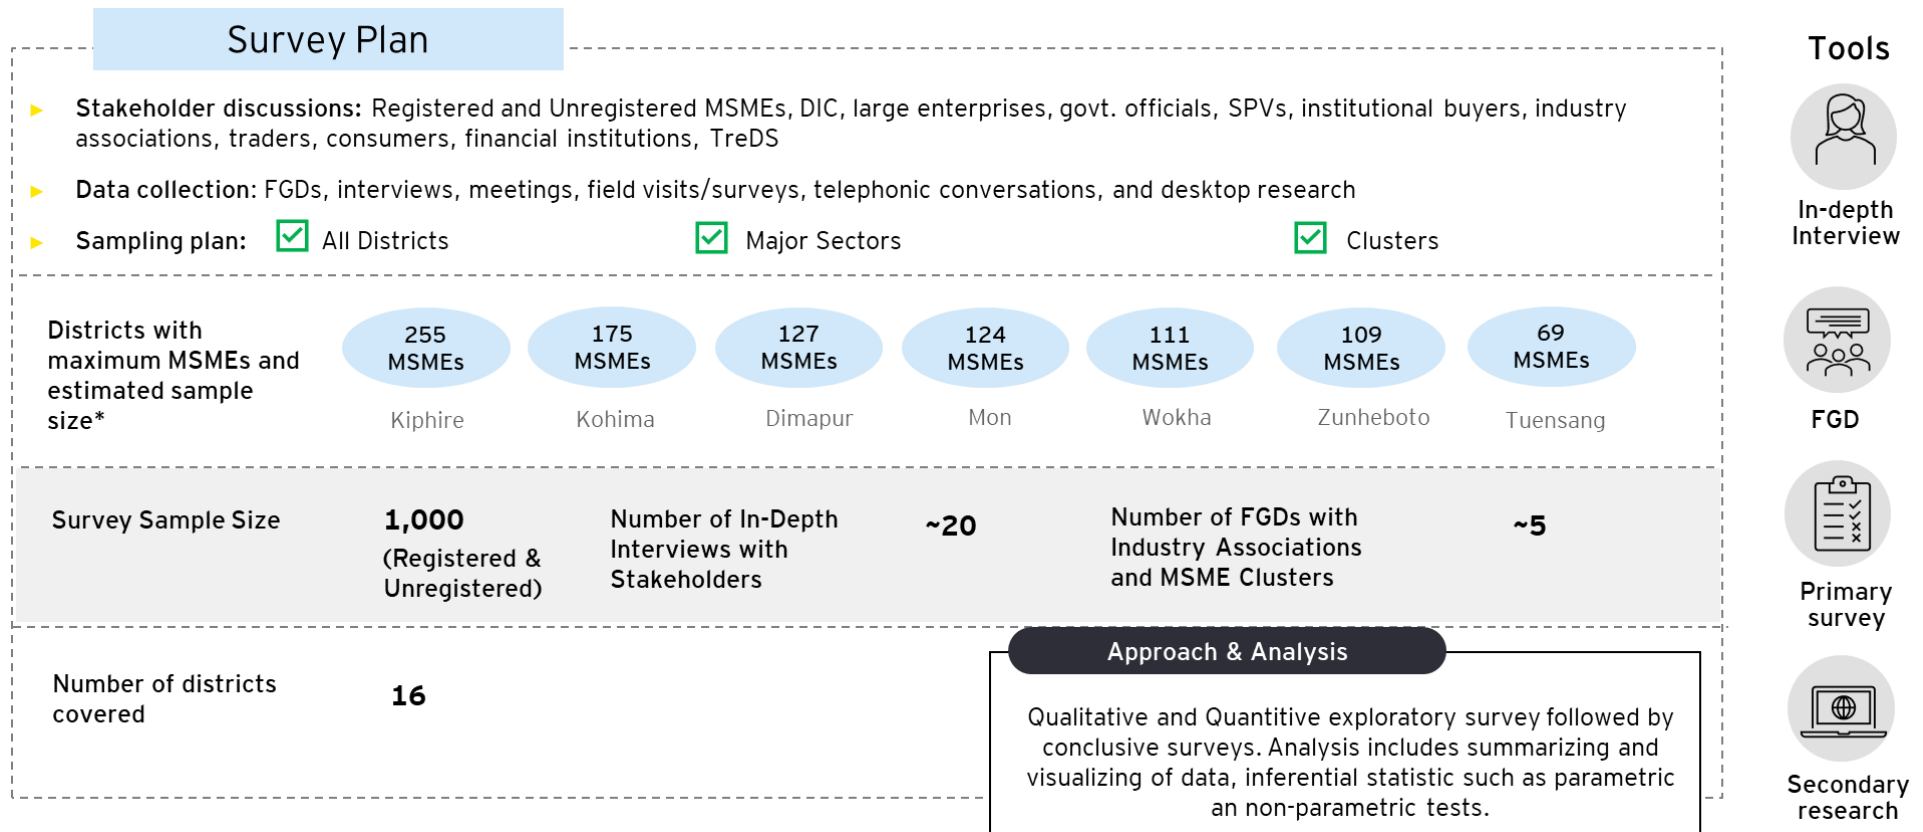 Survey Plan
Stakeholder discussions: Registered and Unregistered MSMEs, DIC, large enterprises, govt. officials, SPVs, institutional buyers, industry
associations, traders, consumers, financial institutions, TreDS
Data collection: FGDs, interviews, meetings, field visits/surveys, telephonic conversations, and desktop research
Sampling plan: All Districts Major Sectors Clusters
Districts with
maximum MSMEs and
estimated sample
size*
255
MSMEs
Kiphire
175
MSMEs
Kohima
127
MSMEs
Dimapur
124
MSMEs
Mon
111
MSMEs
Wokha
109
MSMEs
Zunheboto
69
MSMEs
Tuensang
Survey Sample Size
1,000
(Registered &
Unregistered)
Number of In-Depth
Interviews with
Stakeholders
~20
Number of FGDs with
Industry Associations
and MSME Clusters
~5
Number of districts
covered
16
Approach & Analysis
Qualitative and Quantitive exploratory survey followed by
conclusive surveys. Analysis includes summarizing and
visualizing of data, inferential statistic such as parametric
an non-parametric tests.
Tools
In-depth
Interview
FGD
Primary
survey
Secondary
research